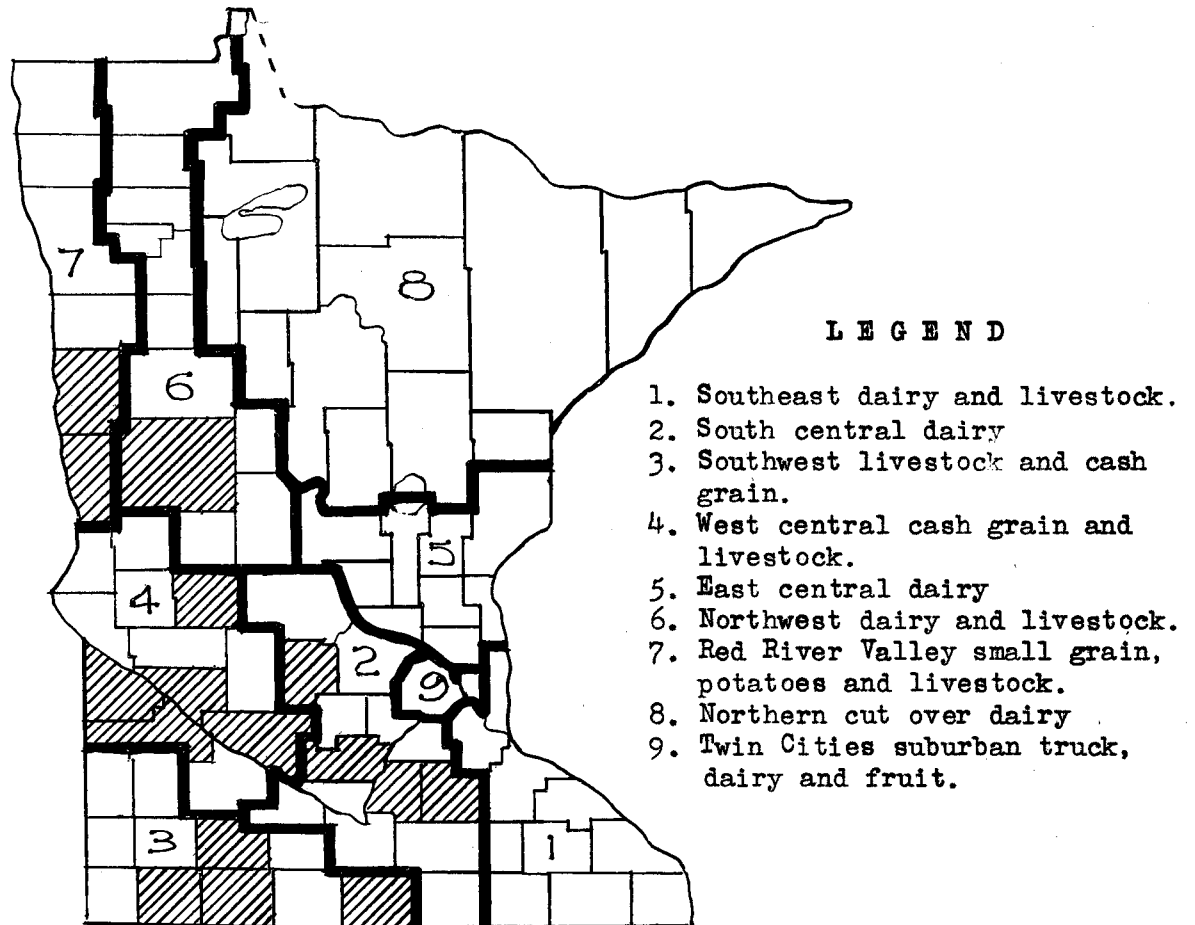 7
8
6
5
4
2
9
3
1
LEGEND
1. Southeast dairy and livestock.
2. South central dairy
3. Southwest livestock and cash
grain.
4. West central cash grain and
livestock.
5. East central dairy
6. Northwest dairy and livestock.
7. Red River Valley small grain,
potatoes and livestock.
8. Northern cut over dairy
9. Twin Cities suburban truck,
dairy and fruit.